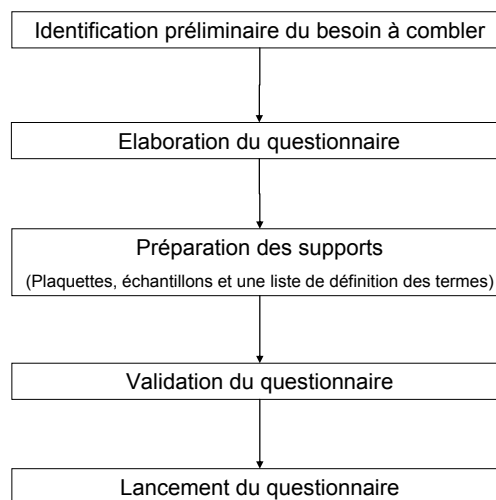 Identification préliminaire du besoin à combler
Elaboration du questionnaire
Préparation des supports
(Plaquettes, échantillons et une liste de définition des termes)
Validation du questionnaire
Lancement du questionnaire